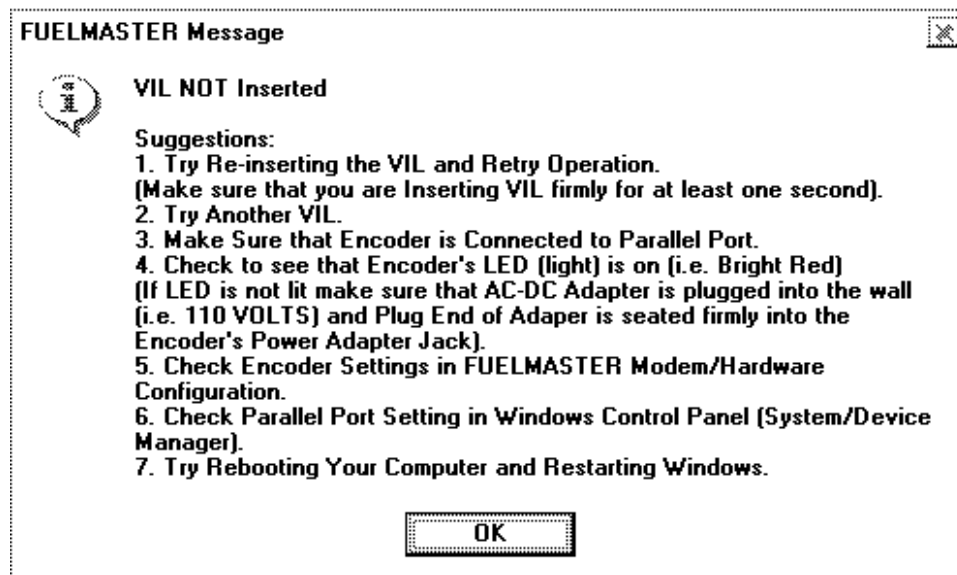 FUELMASTER Message
VIL NOT Inserted
Suggestions:
1. Try Re-inserting the VIL and Retry Operation.
(Make sure that you are Inserting VIL firmly for at least one second).
2. Try Another VIL.
3. Make Sure that Encoder is Connected to Parallel Port.
4. Check to see that Encoder's LED (light) is on (i.e. Bright Red)
(If LED is not lit make sure that AC-DC Adapter is plugged into the wall
(i.e. 110 VOLTS) and Plug End of Adaper is seated firmly into the
Encoder's Power Adapter Jack).
5. Check Encoder Settings in FUELMASTER Modem/Hardware
Configuration.
6. Check Parallel Port Setting in Windows Control Panel (System/Device
Manager).
7. Try Rebooting Your Computer and Restarting Windows.
OK